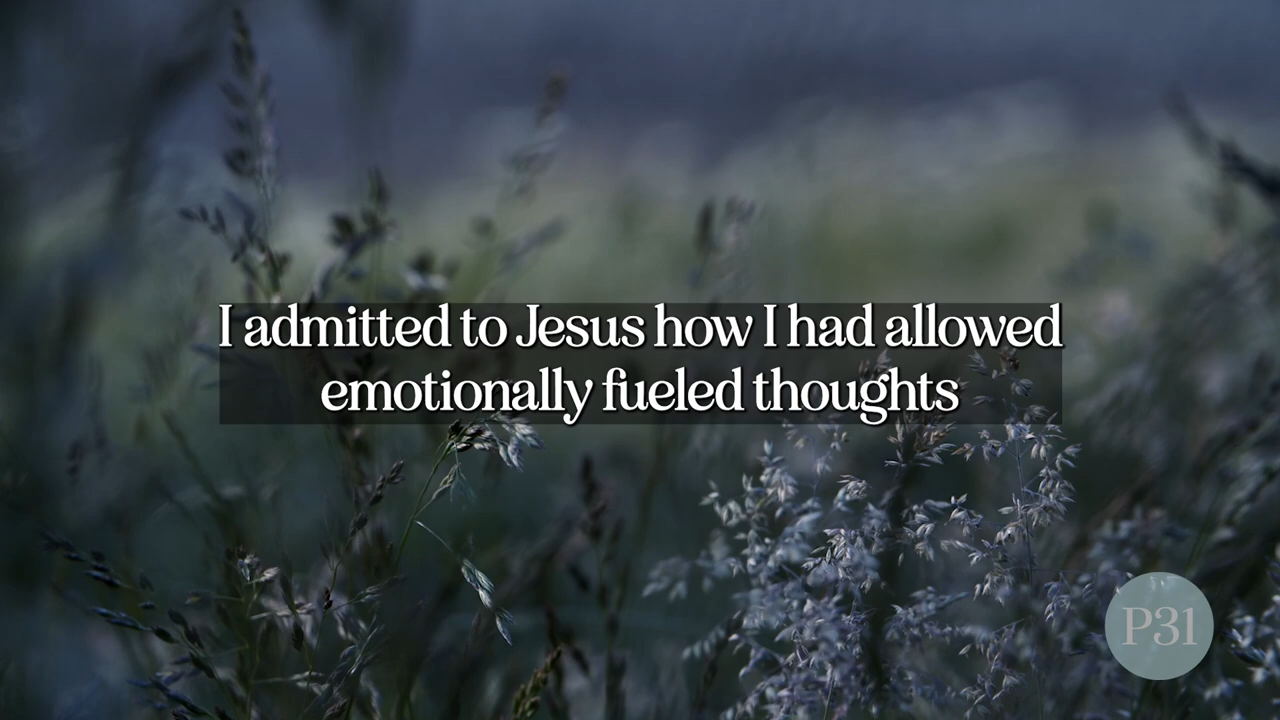 I admitted to Jesus how I had allowed
emotionally fueled thoughts
P31